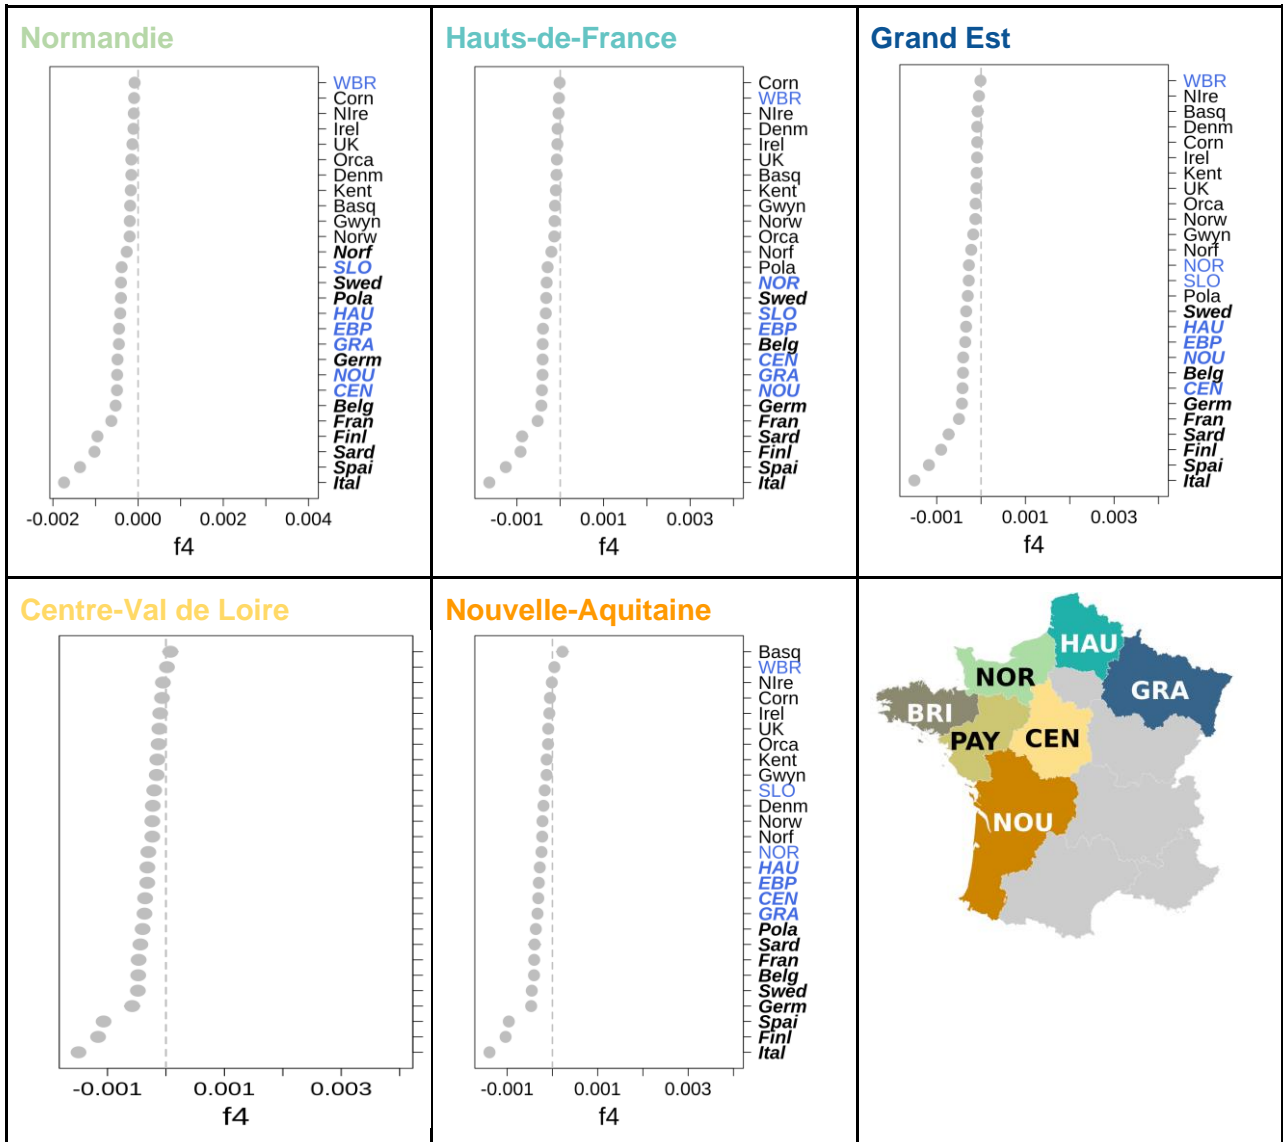 Normandie
WBR
Corn
NIre
Irel
UK
Orca
Denm
Kent
Basq
Gwyn
Norw
Norf
SLO
Swed
Pola
HAU
EBP
GRA
Germ
NOU
CEN
Belg
Fran
Finl
Sard
Spai
Ital
-0.002 0.000 0.002 0.004
f4
Hauts-de-France
Corn
WBR
NIre
Denm
Irel
UK
Basq
Kent
Gwyn
Norw
Orca
Norf
Pola
NOR
Swed
SLO
EBP
Belg
CEN
GRA
NOU
Germ
Fran
Sard
Finl
Spai
Ital
-0.001 0.001 0.003
f4
Grand Est
WBR
NIre
Basq
Denm
Corn
Irel
Kent
UK
Orca
Norw
Gwyn
Norf
NOR
SLO
Pola
Swed
HAU
EBP
NOU
Belg
CEN
Germ
Fran
Sard
Finl
Spai
Ital
-0.001 0.001 0.003
f4
Centre-Val de Loire
-0.001 0.001 0.003
f4
Nouvelle-Aquitaine
Basq
WBR
NIre
Corn
Irel
UK
Orca
Kent
Gwyn
SLO
Denm
Norw
Norf
NOR
HAU
EBP
CEN
GRA
Pola
Sard
Fran
Belg
Swed
Germ
Spai
Finl
Ital
-0.001 0.001 0.003
f4
HAU
NOR
GRA
BRI
PAY CEN
NOU